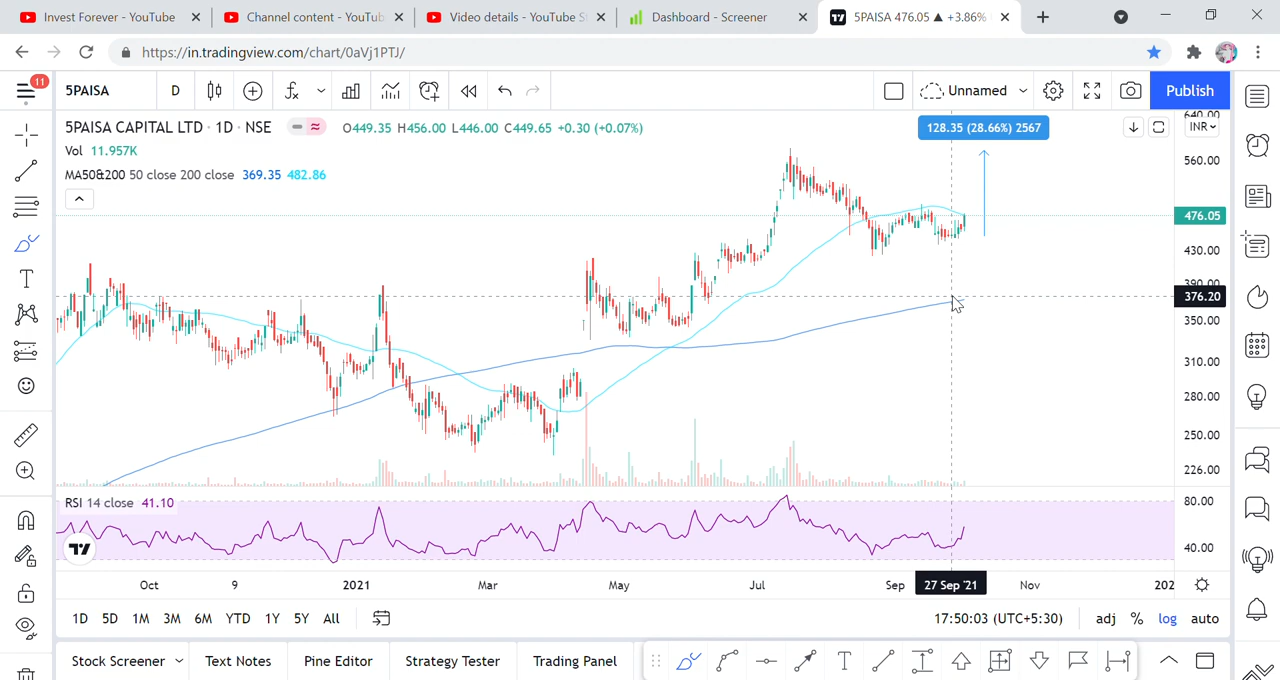 Invest Forever - YouTube
Channel content - YouTub
Video details - YouTube S
Dashboard - Screener
5PAISA 476.05 ▲ +3.86%
https://in.tradingview.com/chart/0aVj1PTJ/
11
5PAISA
D
Unnamed
Publish
5PAISA CAPITAL LTD · 1D · NSE
O449.35 H456.00 L446.00 C449.65 +0.30 (+0.07%)
128.35 (28.66%) 2567
INR
Vol 11.957K
MA50&200 50 close 200 close 369.35 482.86
640.00
560.00
476.05
430.00
390.00
376.20
350.00
310.00
280.00
250.00
226.00
RSI 14 close 41.10
80.00
40.00
Oct 9 2021 Mar May Jul Sep 27 Sep '21 Nov 202
1D 5D 1M 3M 6M YTD 1Y 5Y All
17:50:03 (UTC+5:30)
adj % log auto
Stock Screener Text Notes Pine Editor Strategy Tester Trading Panel